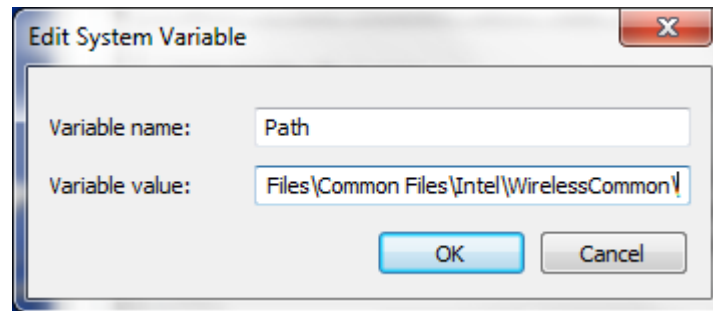 Edit System Variable
Variable name: Path
Variable value: Files\Common Files\Intel\WirelessCommon\
OK Cancel